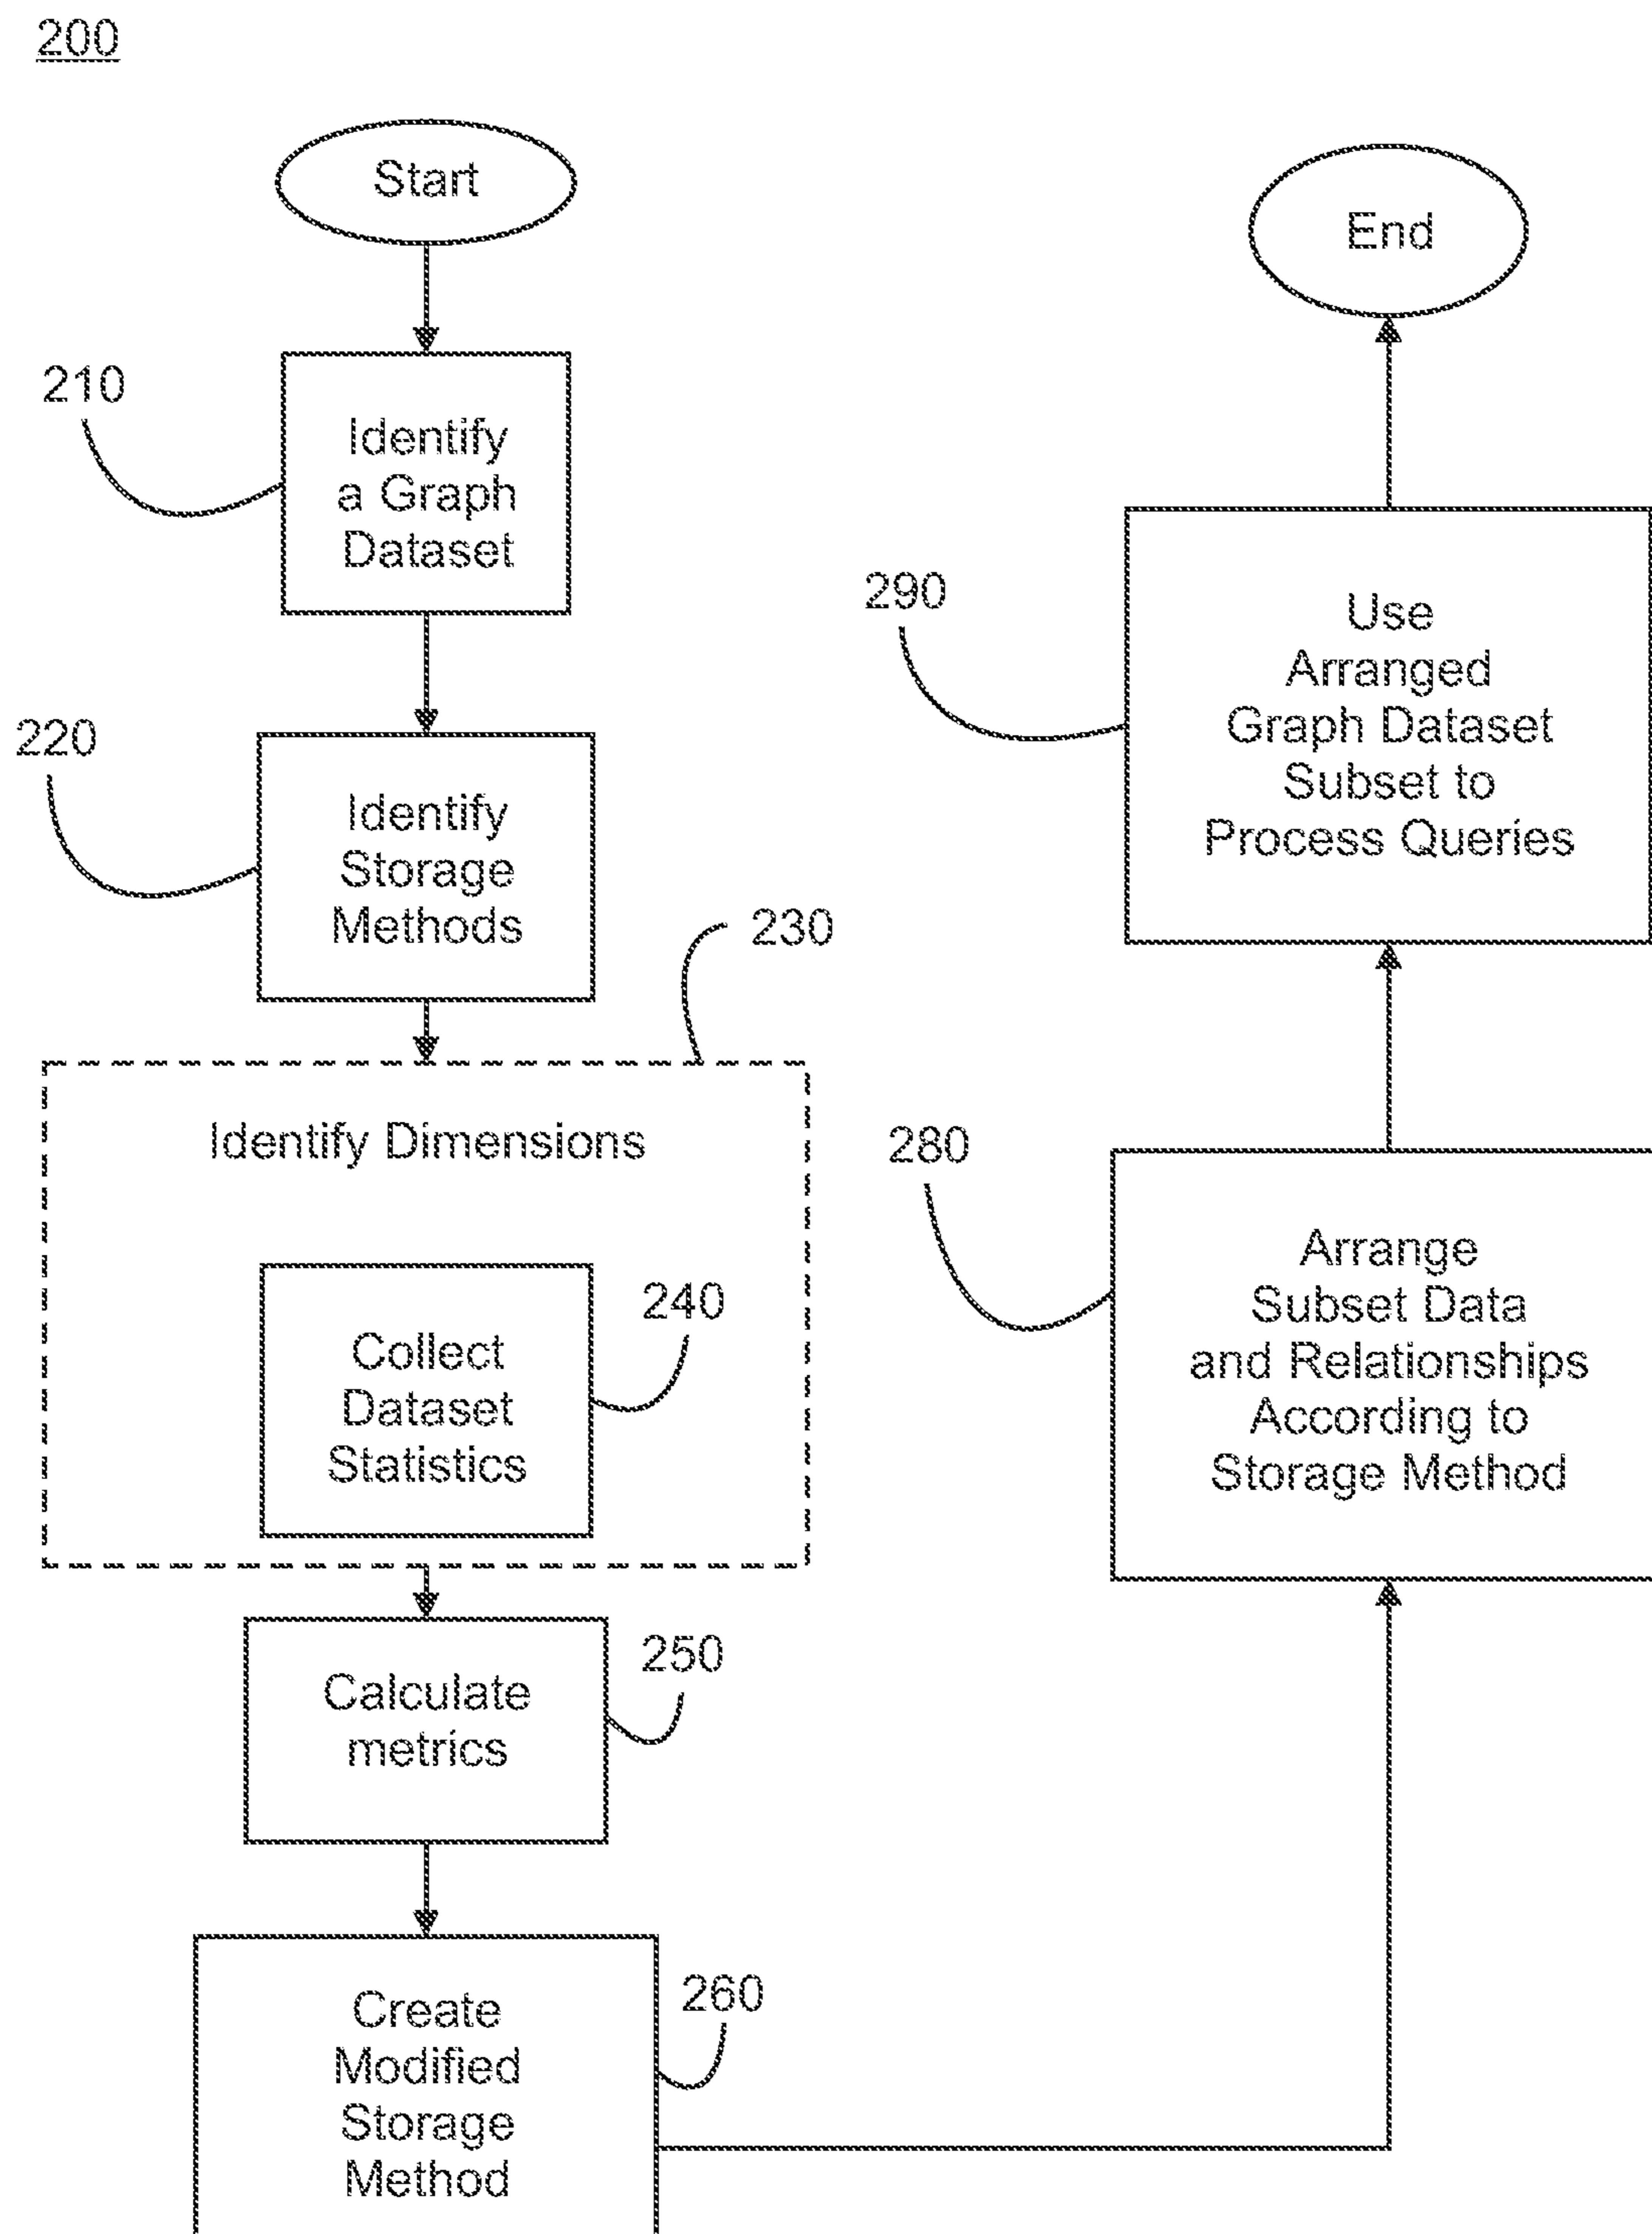 200
Start
210
Identify
a Graph
Dataset
220
Identify
Storage
Methods
230
Identify Dimensions
240
Collect
Dataset
Statistics
250
Calculate
metrics
260
Create
Modified
Storage
Method
280
Arrange
Subset Data
and Relationships
According to
Storage Method
290
Use
Arranged
Graph Dataset
Subset to
Process Queries
End